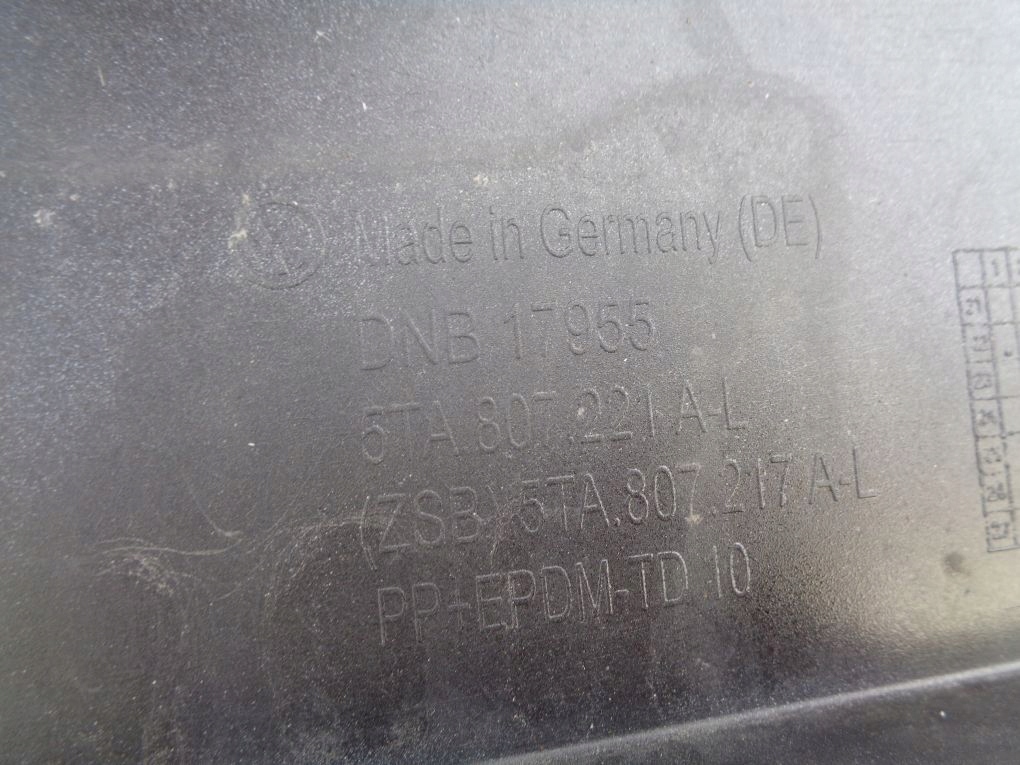 Made in Germany (DE)
DNB 17955
5TA.807.221 A-L
(ZSB) 5TA.807.217 A-L
PP+EPDM-TD 10